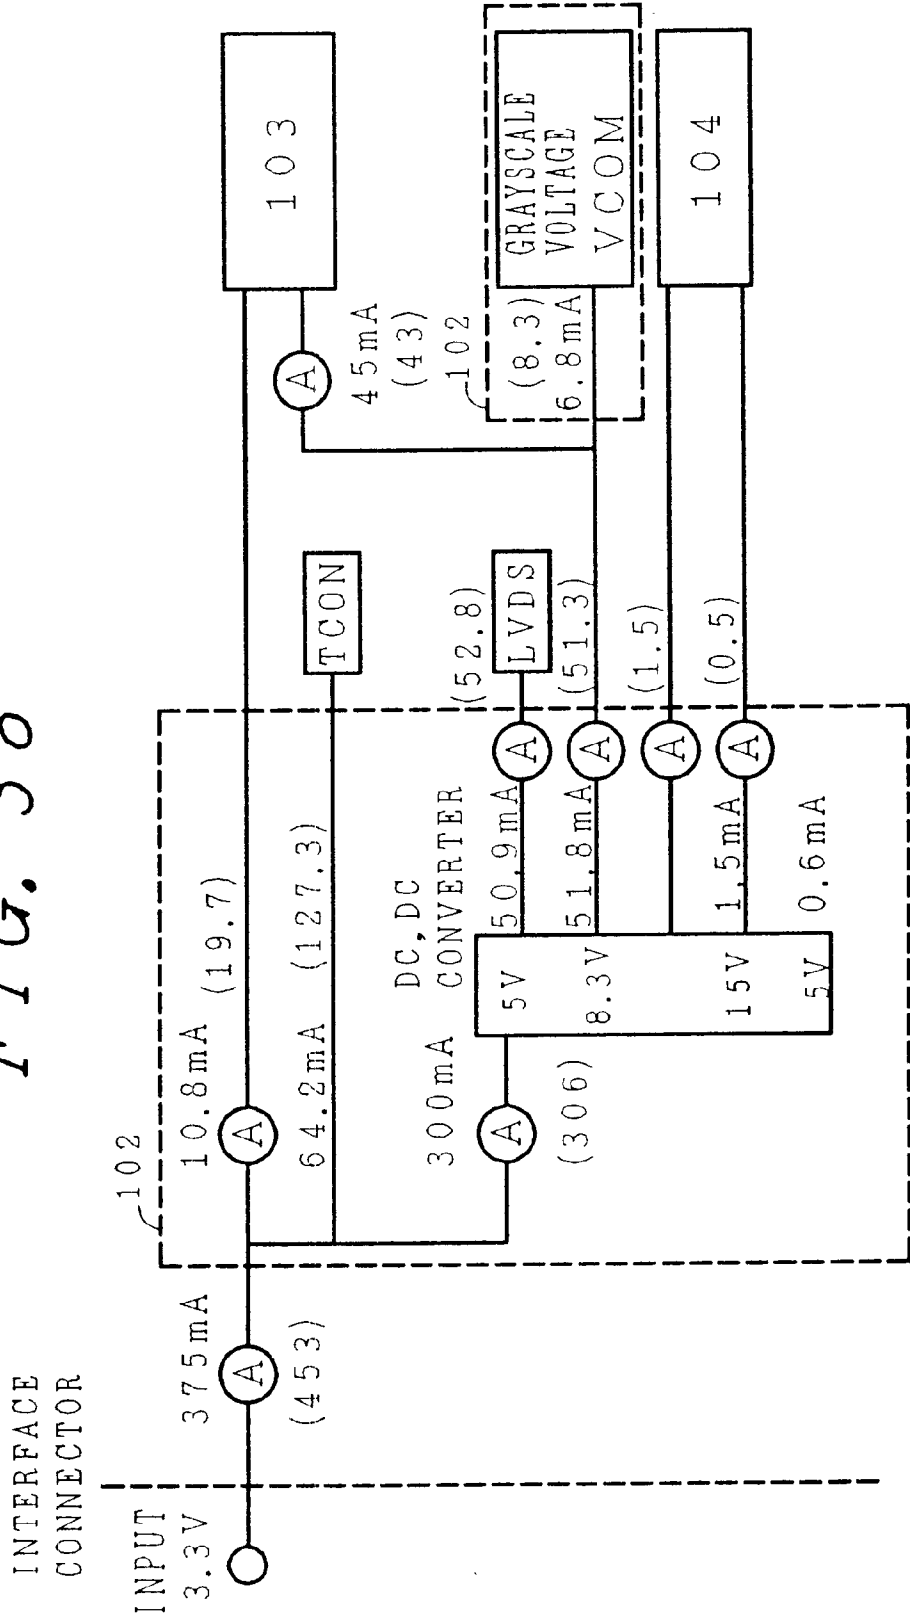 FIG.
INTERFACE
CONNECTOR
INPUT
3.3V
375mA
(453)
102
10.8mA
(19.7)
64.2mA (127.3)
TCON
103
45mA
(43)
DC,DC
CONVERTER
300mA
(306)
5V
8.3V
15V
5V
50.9mA
51.8mA
1.5mA
0.6mA
A
A
A
A
A
A
A
A
(52.8)
LVDS
(51.3)
(1.5)
(0.5)
102
(8.3)
6.8mA
GRAYSCALE
VOLTAGE
VCOM
104